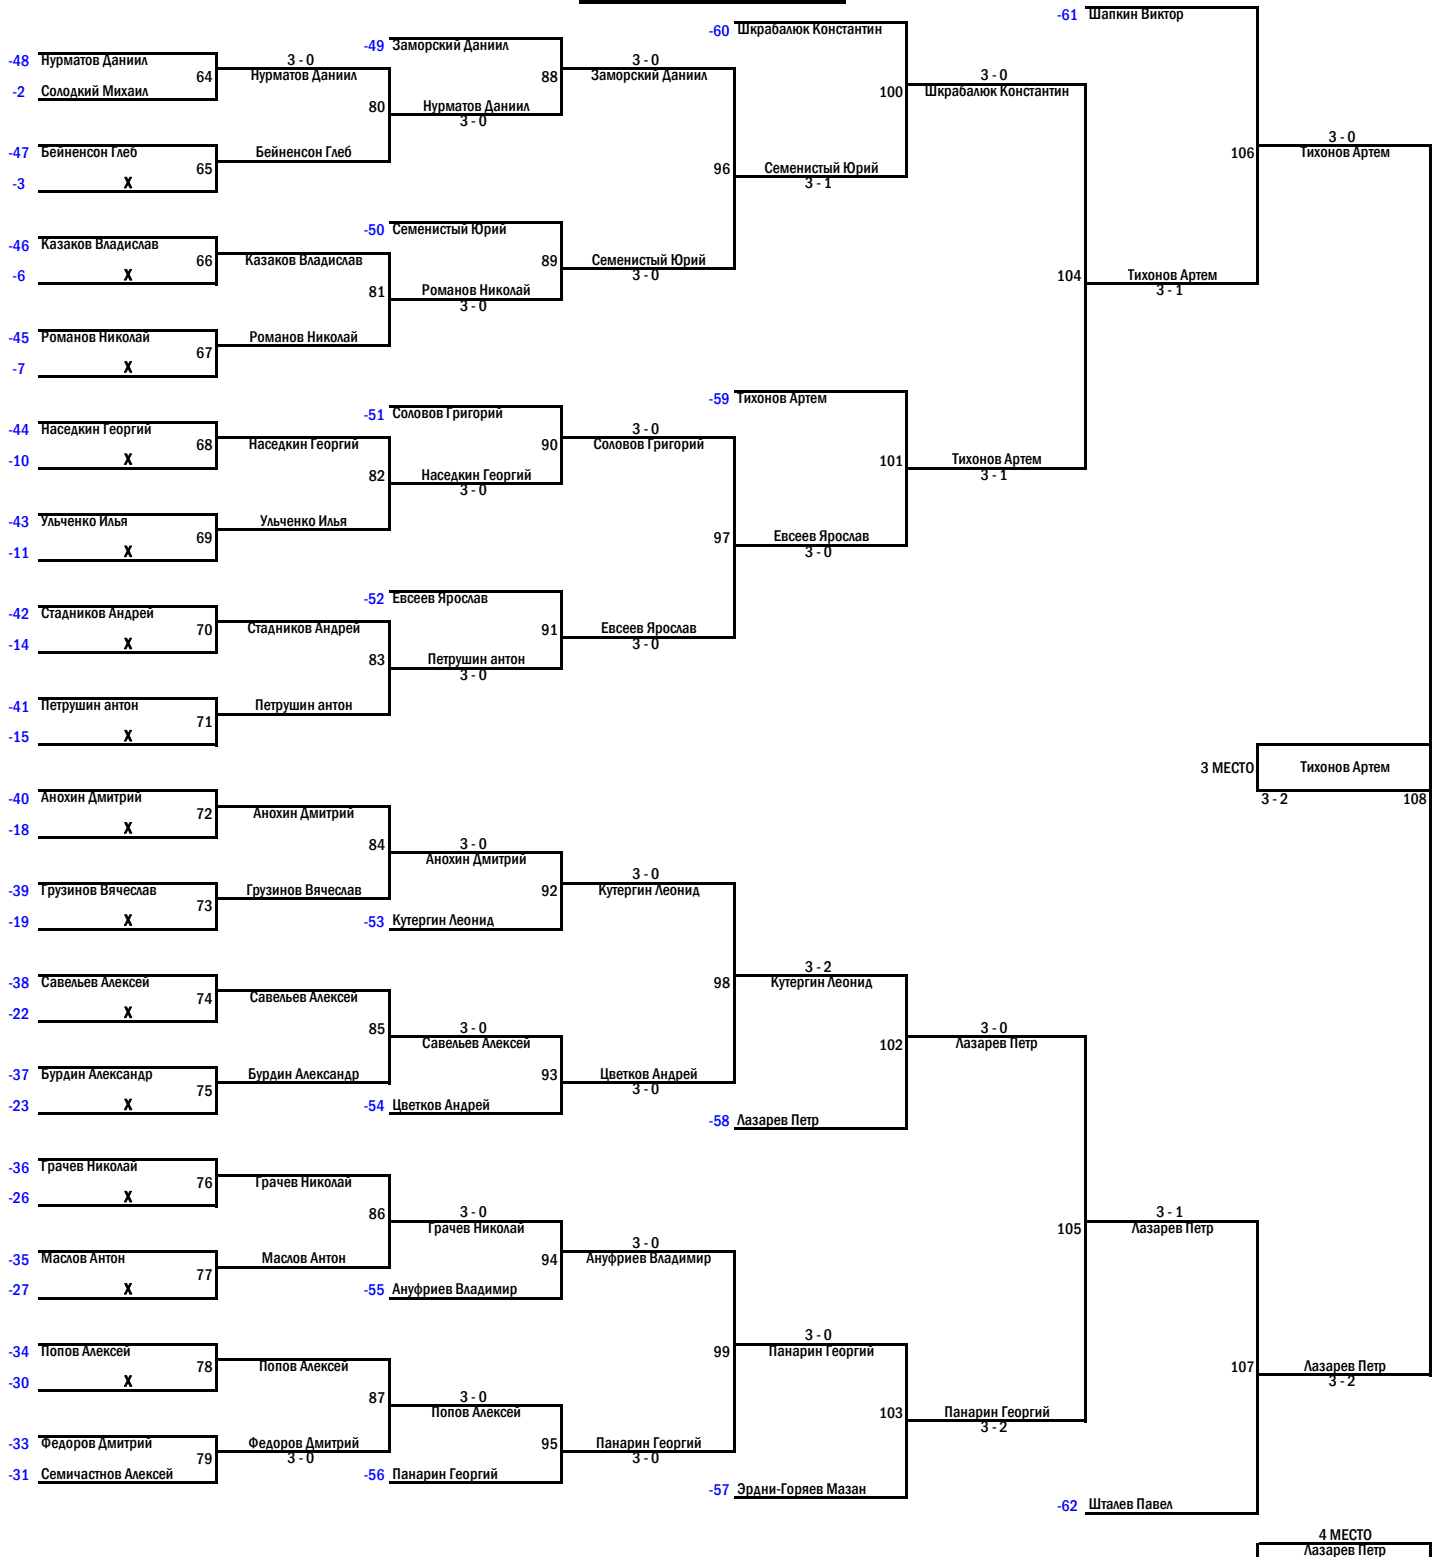 -61 Шапкин Виктор
-60 Шкрабалюк Константин
-49 Заморский Даниил
-48 Нурматов Даниил
3 - 0
3 - 0
64
Нурматов Даниил
88
Заморский Даниил
3 - 0
-2 Солодкий Михаил
100
Шкрабалюк Константин
80
Нурматов Даниил
3 - 0
3 - 0
-47 Бейненсон Глеб
Бейненсон Глеб
106
Тихонов Артем
65
96
Семенистый Юрий
-3 X
3 - 1
-50 Семенистый Юрий
-46 Казаков Владислав
66
Казаков Владислав
89
Семенистый Юрий
-6 X
3 - 0
104
Тихонов Артем
81
Романов Николай
3 - 1
3 - 0
-45 Романов Николай
Романов Николай
67
-7 X
-59 Тихонов Артем
-51 Соловов Григорий
-44 Наседкин Георгий
3 - 0
68
Наседкин Георгий
90
Соловов Григорий
-10 X
101
Тихонов Артем
82
Наседкин Георгий
3 - 1
3 - 0
-43 Ульченко Илья
Ульченко Илья
69
97
Евсеев Ярослав
-11 X
3 - 0
-52 Евсеев Ярослав
-42 Стадников Андрей
70
Стадников Андрей
91
Евсеев Ярослав
-14 X
3 - 0
83
Петрушин антон
3 - 0
-41 Петрушин антон
Петрушин антон
71
-15 X
3 МЕСТО
Тихонов Артем
-40 Анохин Дмитрий
3 - 2
108
72
Анохин Дмитрий
-18 X
84
3 - 0
Анохин Дмитрий
3 - 0
-39 Грузинов Вячеслав
Грузинов Вячеслав
92
Кутергин Леонид
73
-19 X
-53 Кутергин Леонид
3 - 2
-38 Савельев Алексей
98
Кутергин Леонид
74
Савельев Алексей
-22 X
85
3 - 0
3 - 0
Савельев Алексей
102
Лазарев Петр
-37 Бурдин Александр
Бурдин Александр
93
Цветков Андрей
75
3 - 0
-23 X
-54 Цветков Андрей
-58 Лазарев Петр
-36 Грачев Николай
76
Грачев Николай
-26 X
86
3 - 0
3 - 1
Грачев Николай
105
Лазарев Петр
3 - 0
-35 Маслов Антон
Маслов Антон
94
Ануфриев Владимир
77
-27 X
-55 Ануфриев Владимир
3 - 0
-34 Попов Алексей
99
Панарин Георгий
78
Попов Алексей
107
Лазарев Петр
-30 X
3 - 2
87
3 - 0
Попов Алексей
103
Панарин Георгий
3 - 2
-33 Федоров Дмитрий
Федоров Дмитрий
95
Панарин Георгий
79
3 - 0
3 - 0
-31 Семичастнов Алексей
-56 Панарин Георгий
-57 Эрдни-Горяев Мазан
-62 Шталев Павел
4 МЕСТО
Лазарев Петр